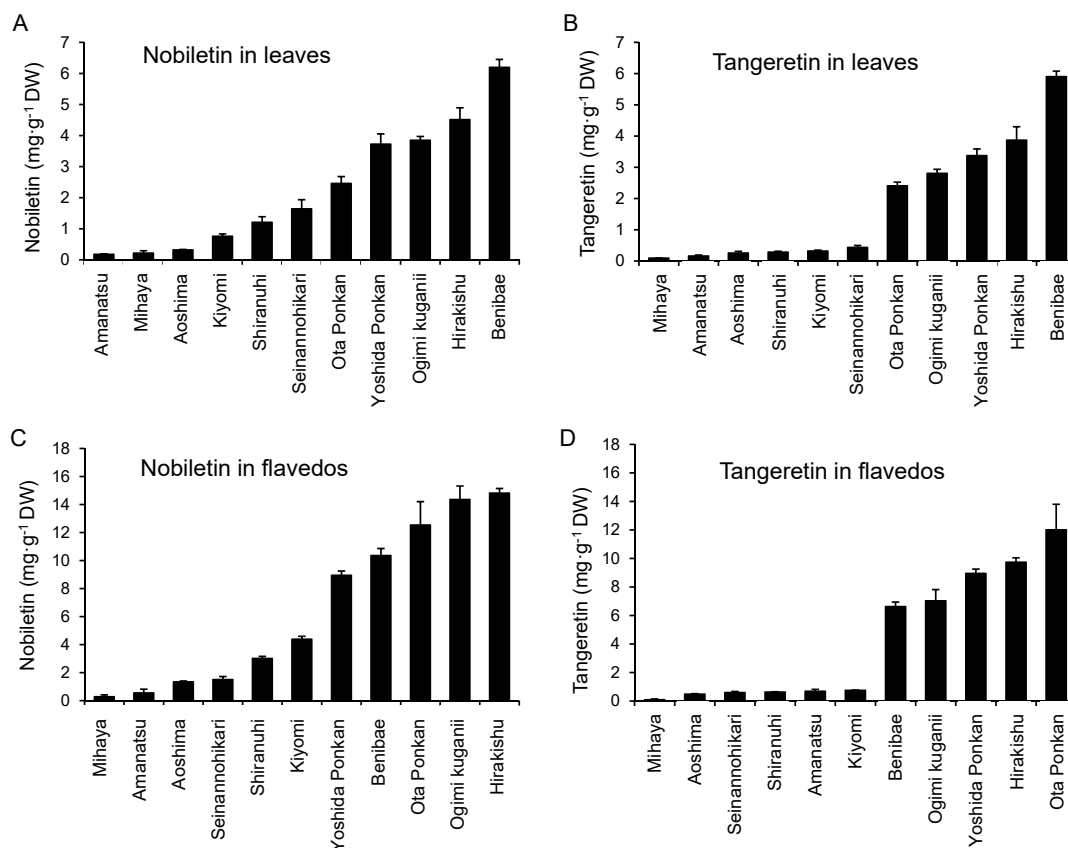 A
Nobiletin in leaves
Nobiletin (mg·g⁻¹ DW)
7
6
5
4
3
2
1
0
Amanatsu
Mihaya
Aoshima
Kiyomi
Shiranuhi
Seinannohikari
Ota Ponkan
Yoshida Ponkan
Ogimi kuganii
Hirakishu
Benibae
B
Tangeretin in leaves
Tangeretin (mg·g⁻¹ DW)
7
6
5
4
3
2
1
0
Mihaya
Amanatsu
Aoshima
Shiranuhi
Kiyomi
Seinannohikari
Ota Ponkan
Ogimi kuganii
Yoshida Ponkan
Hirakishu
Benibae
C
Nobiletin in flavedos
Nobiletin (mg·g⁻¹ DW)
18
16
14
12
10
8
6
4
2
0
Mihaya
Amanatsu
Aoshima
Seinannohikari
Shiranuhi
Kiyomi
Yoshida Ponkan
Benibae
Ota Ponkan
Ogimi kuganii
Hirakishu
D
Tangeretin in flavedos
Tangeretin (mg·g⁻¹ DW)
18
16
14
12
10
8
6
4
2
0
Mihaya
Aoshima
Seinannohikari
Shiranuhi
Amanatsu
Kiyomi
Benibae
Ogimi kuganii
Yoshida Ponkan
Hirakishu
Ota Ponkan